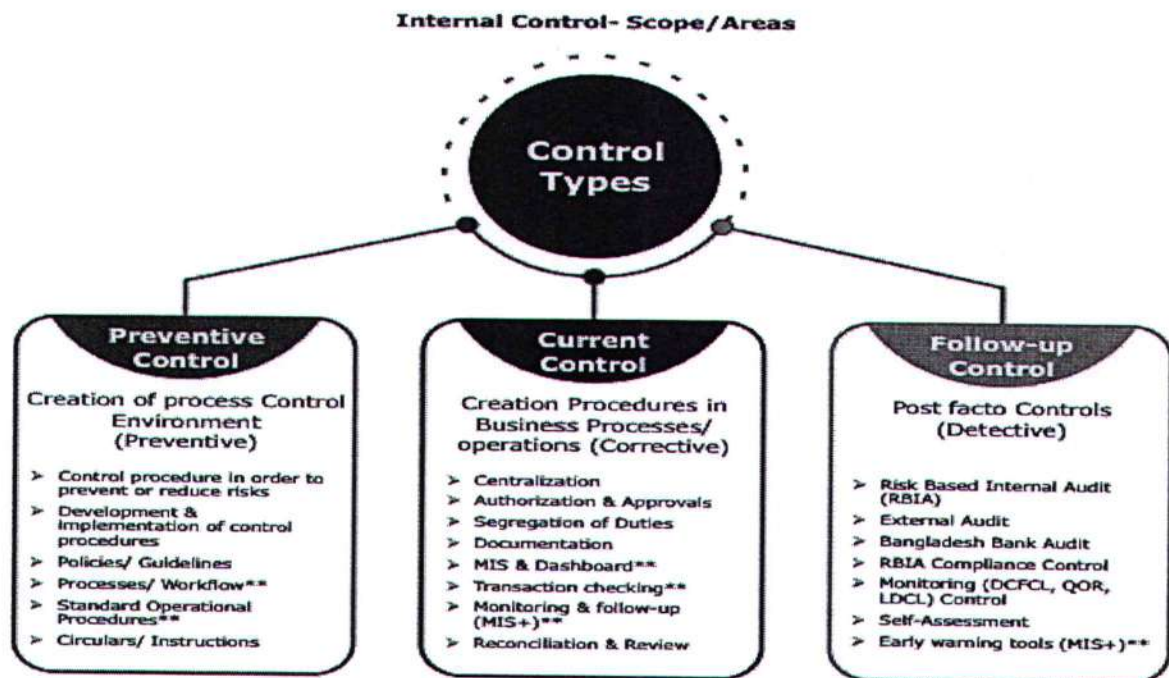 Internal Control- Scope/Areas
Control
Types
Preventive
Control
Creation of process Control
Environment
(Preventive)
➢ Control procedure in order to
prevent or reduce risks
➢ Development &
implementation of control
procedures
➢ Policies/ Guidelines
➢ Processes/ Workflow**
➢ Standard Operational
Procedures**
➢ Circulars/ Instructions
Current
Control
Creation Procedures in
Business Processes/
operations (Corrective)
➢ Centralization
➢ Authorization & Approvals
➢ Segregation of Duties
➢ Documentation
➢ MIS & Dashboard**
➢ Transaction checking**
➢ Monitoring & follow-up
(MIS+)**
➢ Reconciliation & Review
Follow-up
Control
Post facto Controls
(Detective)
➢ Risk Based Internal Audit
(RBIA)
➢ External Audit
➢ Bangladesh Bank Audit
➢ RBIA Compliance Control
➢ Monitoring (DCFCL, QOR,
LDCL) Control
➢ Self-Assessment
➢ Early warning tools (MIS+)**